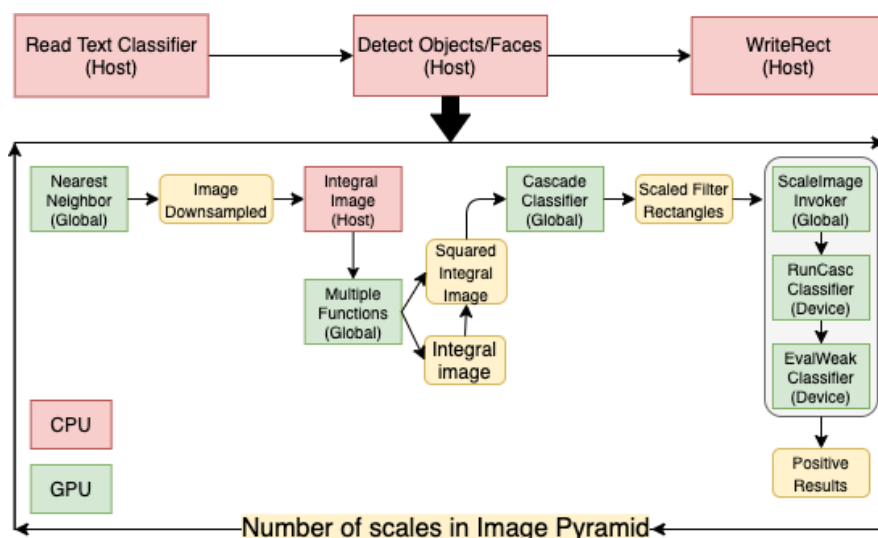 Read Text Classifier
(Host)
Detect Objects/Faces
(Host)
WriteRect
(Host)
Nearest
Neighbor
(Global)
Image
Downsampled
Integral
Image
(Host)
Multiple
Functions
(Global)
Squared
Integral
Image
Integral
image
Cascade
Classifier
(Global)
Scaled Filter
Rectangles
ScaleImage
Invoker
(Global)
RunCasc
Classifier
(Device)
EvalWeak
Classifier
(Device)
Positive
Results
CPU
GPU
Number of scales in Image Pyramid